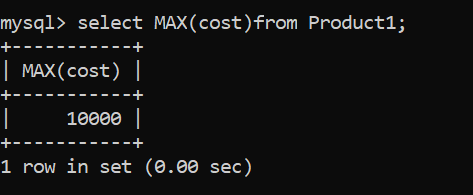 mysql> select MAX(cost)from Product1;
+-----------+
| MAX(cost) |
+-----------+
|     10000 |
+-----------+
1 row in set (0.00 sec)